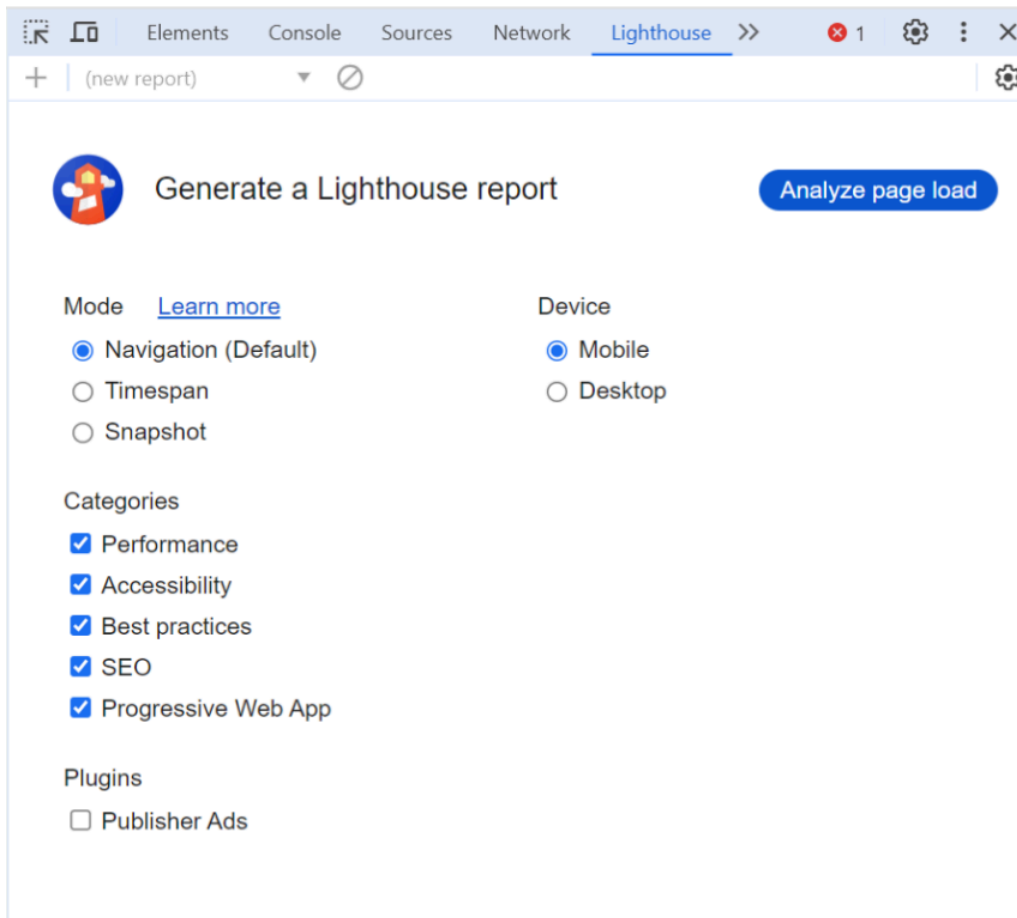 Elements Console Sources Network Lighthouse 1
(new report)
Generate a Lighthouse report Analyze page load
Mode Learn more
Navigation (Default)
Timespan
Snapshot
Device
Mobile
Desktop
Categories
Performance
Accessibility
Best practices
SEO
Progressive Web App
Plugins
Publisher Ads